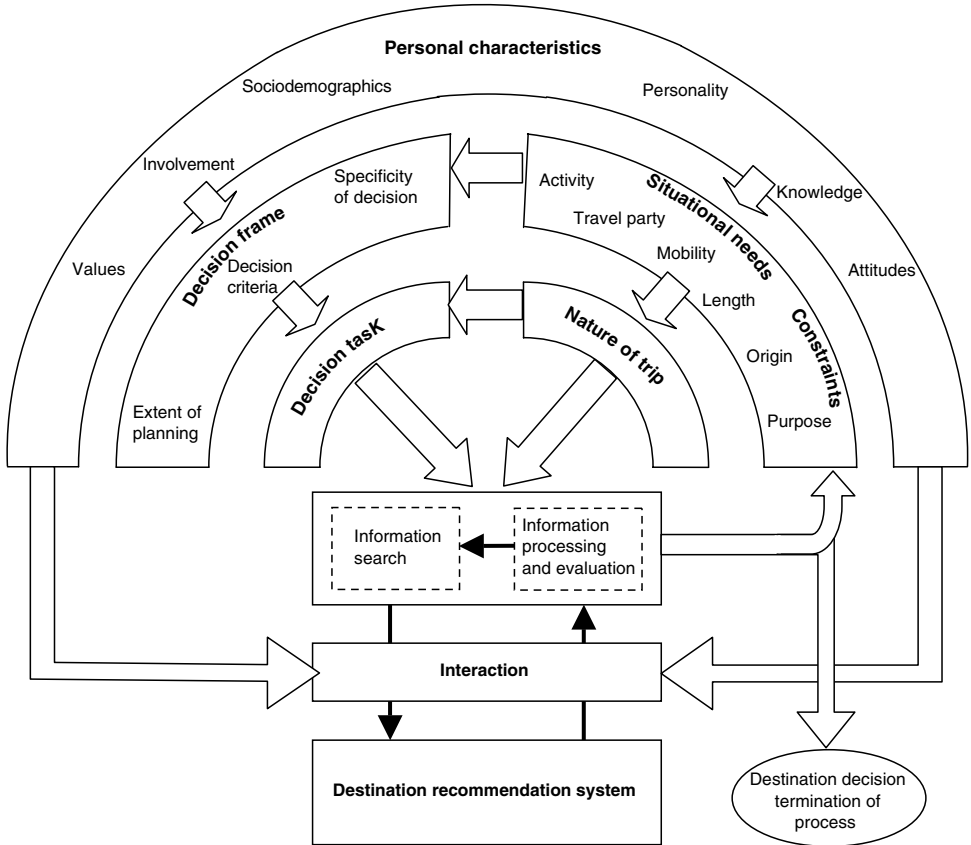 Personal characteristics
Sociodemographics
Personality
Involvement
Knowledge
Values
Attitudes
Decision frame
Specificity
of decision
Decision
criteria
Extent of
planning
Situational needs
Constraints
Activity
Travel party
Mobility
Length
Origin
Purpose
Decision tasK
Nature of trip
Information
search
Information
processing
and evaluation
Interaction
Destination recommendation system
Destination decision
termination of
process